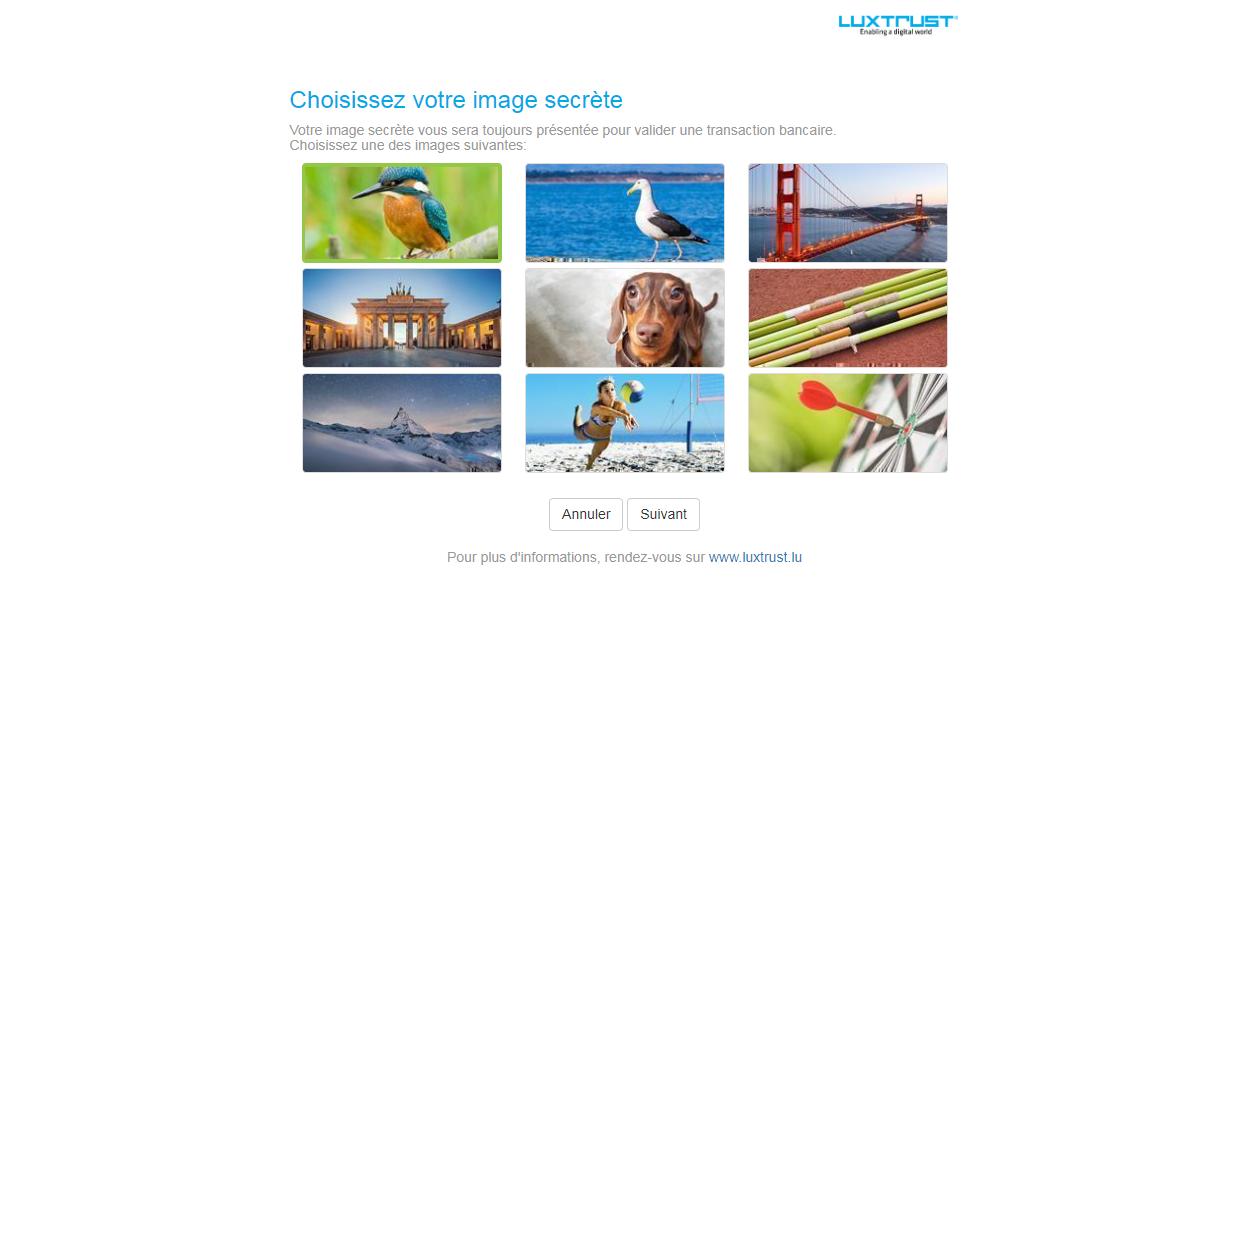 LUXTRUST
Enabling a digital world
Choisissez votre image secrète
Votre image secrète vous sera toujours présentée pour valider une transaction bancaire.
Choisissez une des images suivantes:
Annuler
Suivant
Pour plus d'informations, rendez-vous sur www.luxtrust.lu